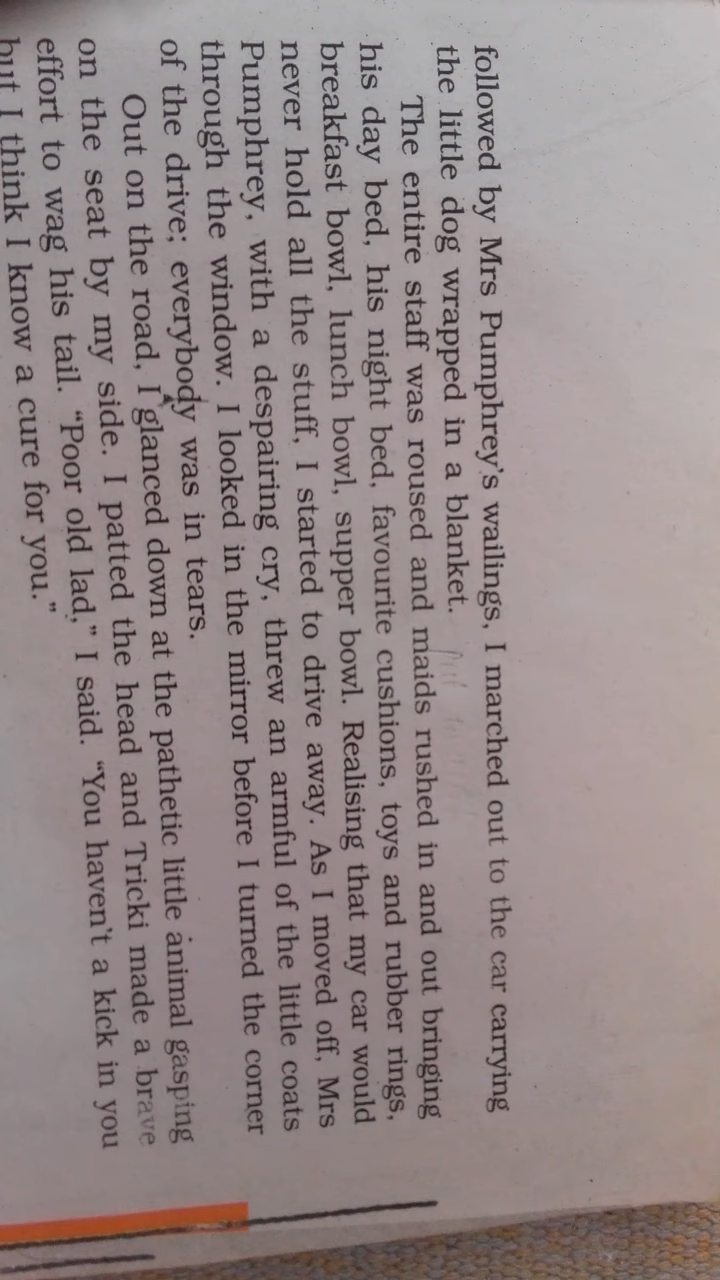 followed by Mrs Pumphrey's wailings, I marched out to the car carrying
the little dog wrapped in a blanket.
The entire staff was roused and maids rushed in and out bringing
his day bed, his night bed, favourite cushions, toys and rubber rings,
breakfast bowl, lunch bowl, supper bowl. Realising that my car would
never hold all the stuff, I started to drive away. As I moved off, Mrs
Pumphrey, with a despairing cry, threw an armful of the little coats
through the window. I looked in the mirror before I turned the corner
of the drive; everybody was in tears.
Out on the road, I glanced down at the pathetic little animal gasping
on the seat by my side. I patted the head and Tricki made a brave
effort to wag his tail. “Poor old lad,” I said. “You haven't a kick in you
but I think I know a cure for you.”